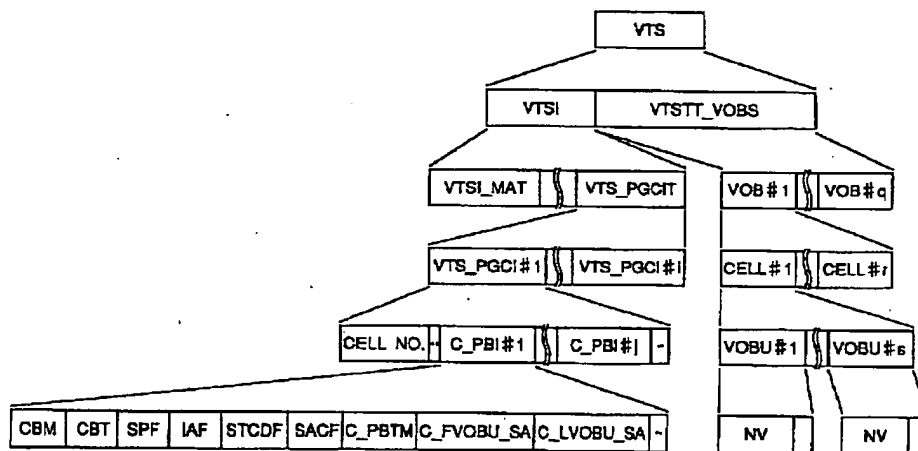 VTS
VTSI VTSTT_VOBS
VTSI_MAT VTS_PGCIT VOB#1 VOB#q
VTS_PGCI#1 VTS_PGCI#i CELL#1 CELL#r
CELL NO. C_PBI#1 C_PBI#j VOBU#1 VOBU#s
CBM CBT SPF IAF STCDF SACF C_PBTM C_FVOBU_SA C_LVOBU_SA ~ NV NV